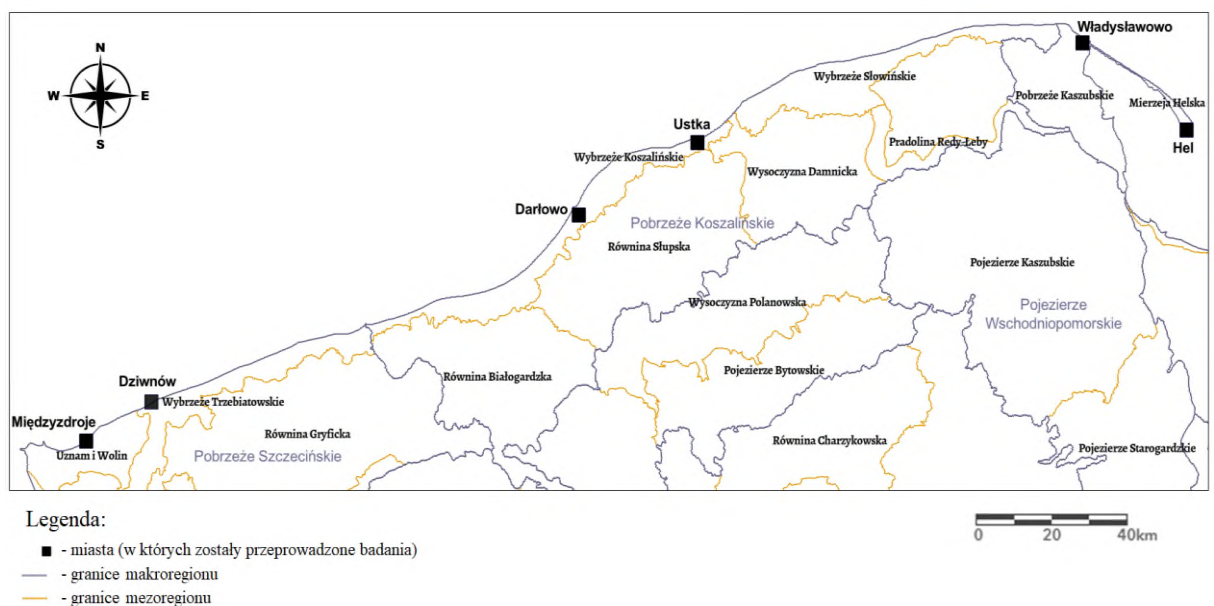 N
W E
S
Władysławowo
Wybrzeże Słowińskie
Pobrzeże Kaszubskie
Mierzeja Helska
Hel
Ustka
Pradolina Redy-Łeby
Wybrzeże Koszalińskie
Wysoczyzna Damnicka
Darłowo
Pobrzeże Koszalińskie
Równina Słupska
Pojezierze Kaszubskie
Wysoczyzna Polanowska
Pojezierze
Wschodniopomorskie
Pojezierze Bytowskie
Równina Białogardzka
Dziwnów
Wybrzeże Trzebiatowskie
Międzyzdroje
Równina Gryficka
Uznam i Wolin
Pobrzeże Szczecińskie
Równina Charzykowska
Pojezierze Starogardzkie
Legenda:
- miasta (w których zostały przeprowadzone badania)
- granice makroregionu
- granice mezoregionu
0 20 40km